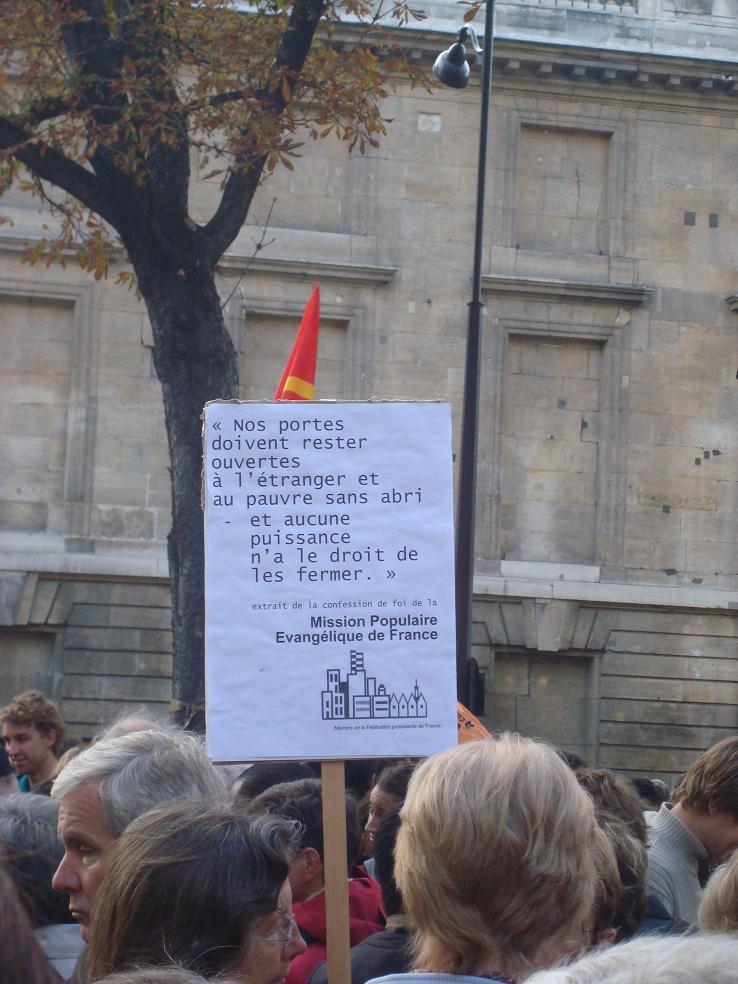 « Nos portes
doivent rester
ouvertes
à l'étranger et
au pauvre sans abri
- et aucune
puissance
n'a le droit de
les fermer. »
extrait de la confession de foi de la
Mission Populaire
Evangélique de France
Membre de la Fédération protestante de France